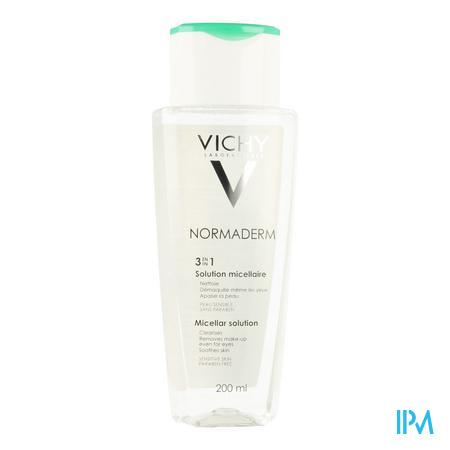 VICHY
LABORATOIRES
NORMADERM
3 EN IN 1
Solution micellaire
Nettoie
Démaquille même les yeux
Apaise la peau
PEAU SENSIBLE
SANS PARABEN
Micellar solution
Cleanses
Removes make-up
even for eyes
Soothes skin
SENSITIVE SKIN
PARABEN-FREE
200 ml
IPM